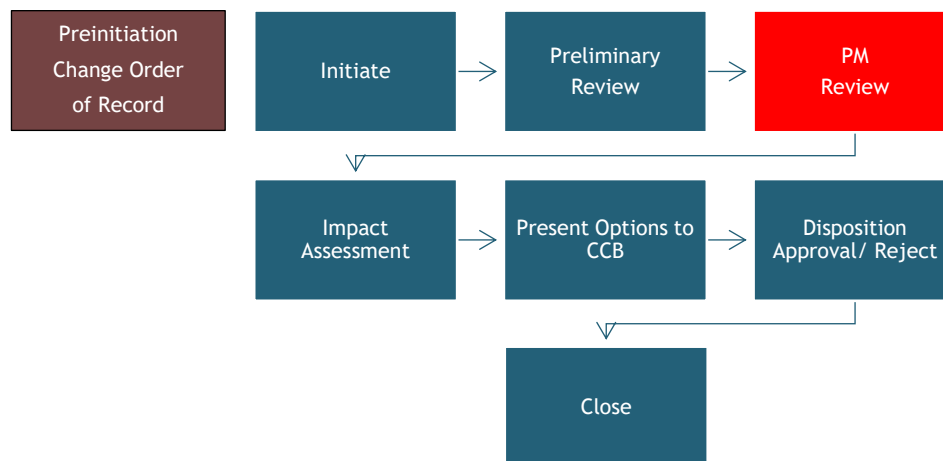 Preinitiation
Change Order
of Record
Initiate
Preliminary
Review
PM
Review
Impact
Assessment
Present Options to
CCB
Disposition
Approval/ Reject
Close